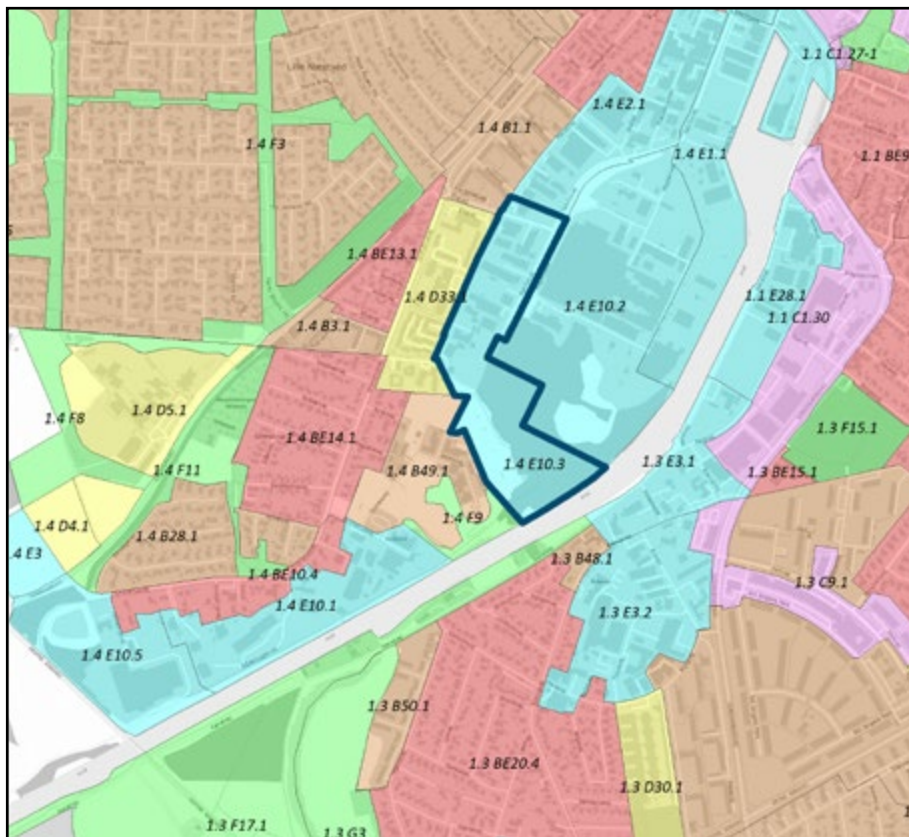 1.1 C1.27-1
Lille Næstved
1.4 E2.1
1.4 B1.1
1.4 F3
1.4 E1.1
1.1 BE9
1.4 BE13.1
1.4 D33.1
1.4 E10.2
1.1 E28.1
1.1 C1.30
1.4 B3.1
1.4 D5.1
1.4 F8
1.4 BE14.1
1.3 F15.1
1.4 F11
1.4 B49.1
1.4 E10.3
1.3 E3.1
1.3 BE15.1
1.4 D4.1
1.4 F9
1.4 B28.1
.4 E3
1.4 BE10.4
1.3 B48.1
1.3 C9.1
1.4 E10.1
1.3 E3.2
1.4 E10.5
1.3 B50.1
1.3 BE20.4
1.3 D30.1
1.3 F17.1
1.3 G3